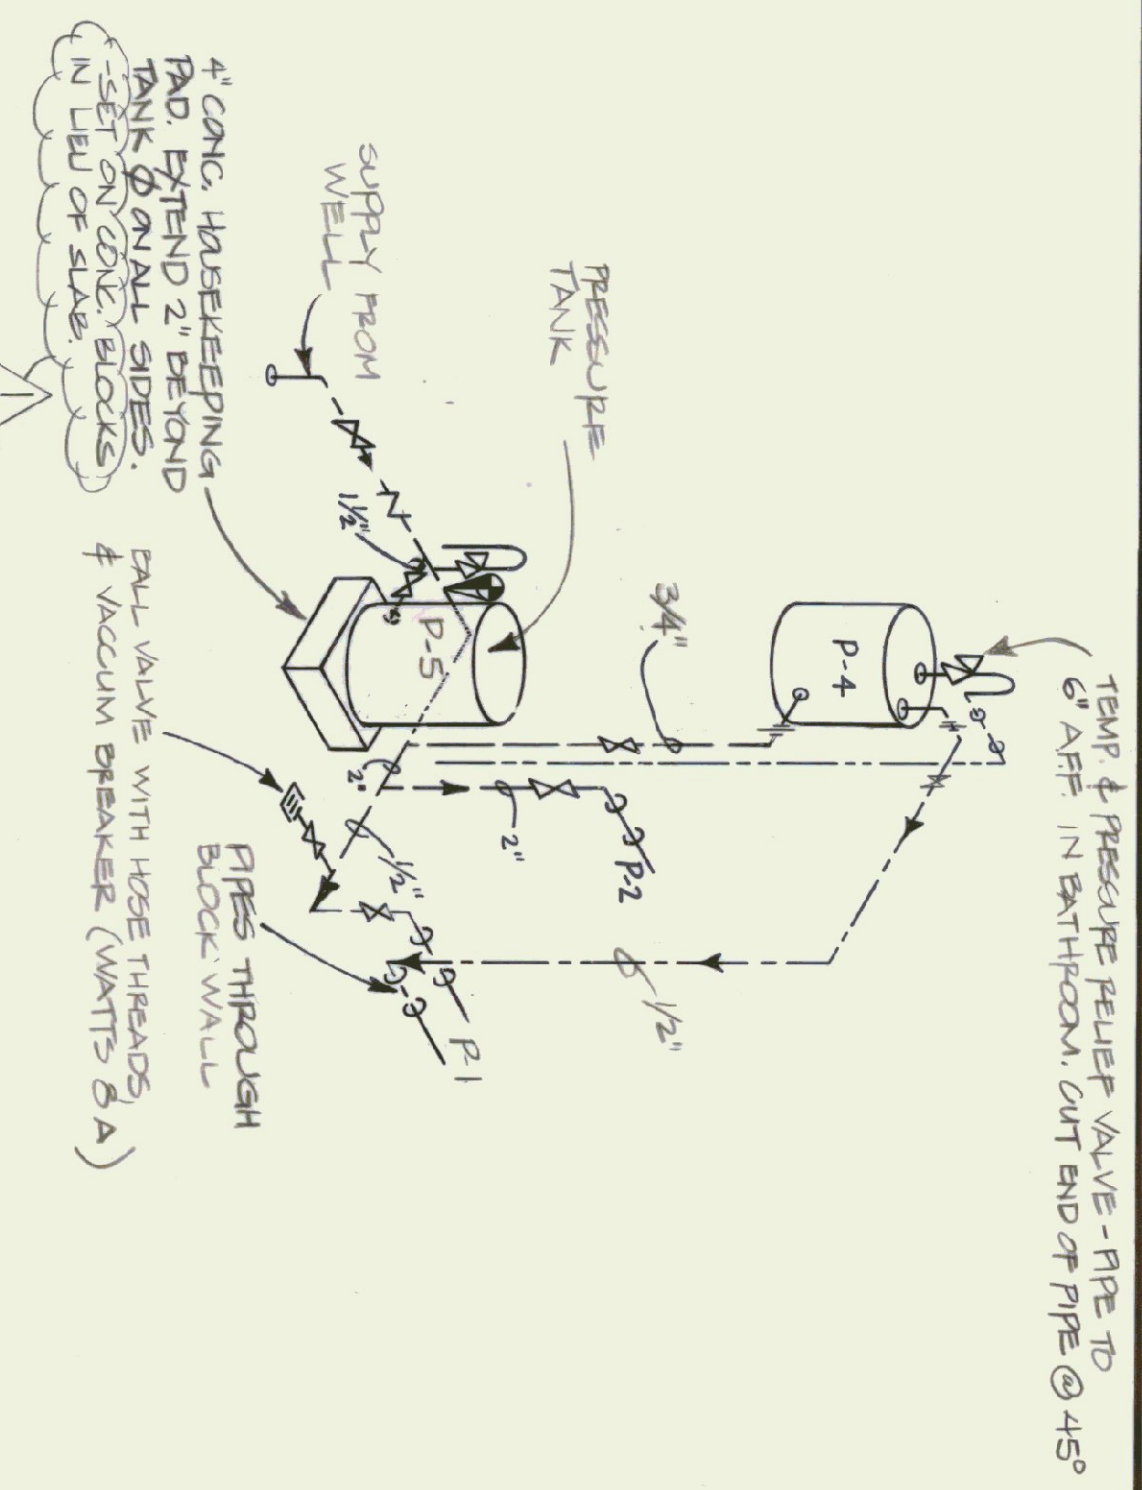 TEMP. & PRESSURE RELIEF VALVE - PIPE TO
6" A.F.F. IN BATHROOM. CUT END OF PIPE @ 45°
P-4
3/4"
PRESSURE
TANK
SUPPLY FROM
WELL
1½"
P-5
2"
2"
P-2
1/2"
1/2"
P-1
4" CONC. HOUSEKEEPING
PAD. EXTEND 2" BEYOND
TANK Ø ON ALL SIDES.
-SET ON CONC. BLOCKS
IN LIEU OF SLAB.
1
PIPES THROUGH
BLOCK WALL
BALL VALVE WITH HOSE THREADS,
& VACCUM BREAKER (WATTS 8A)